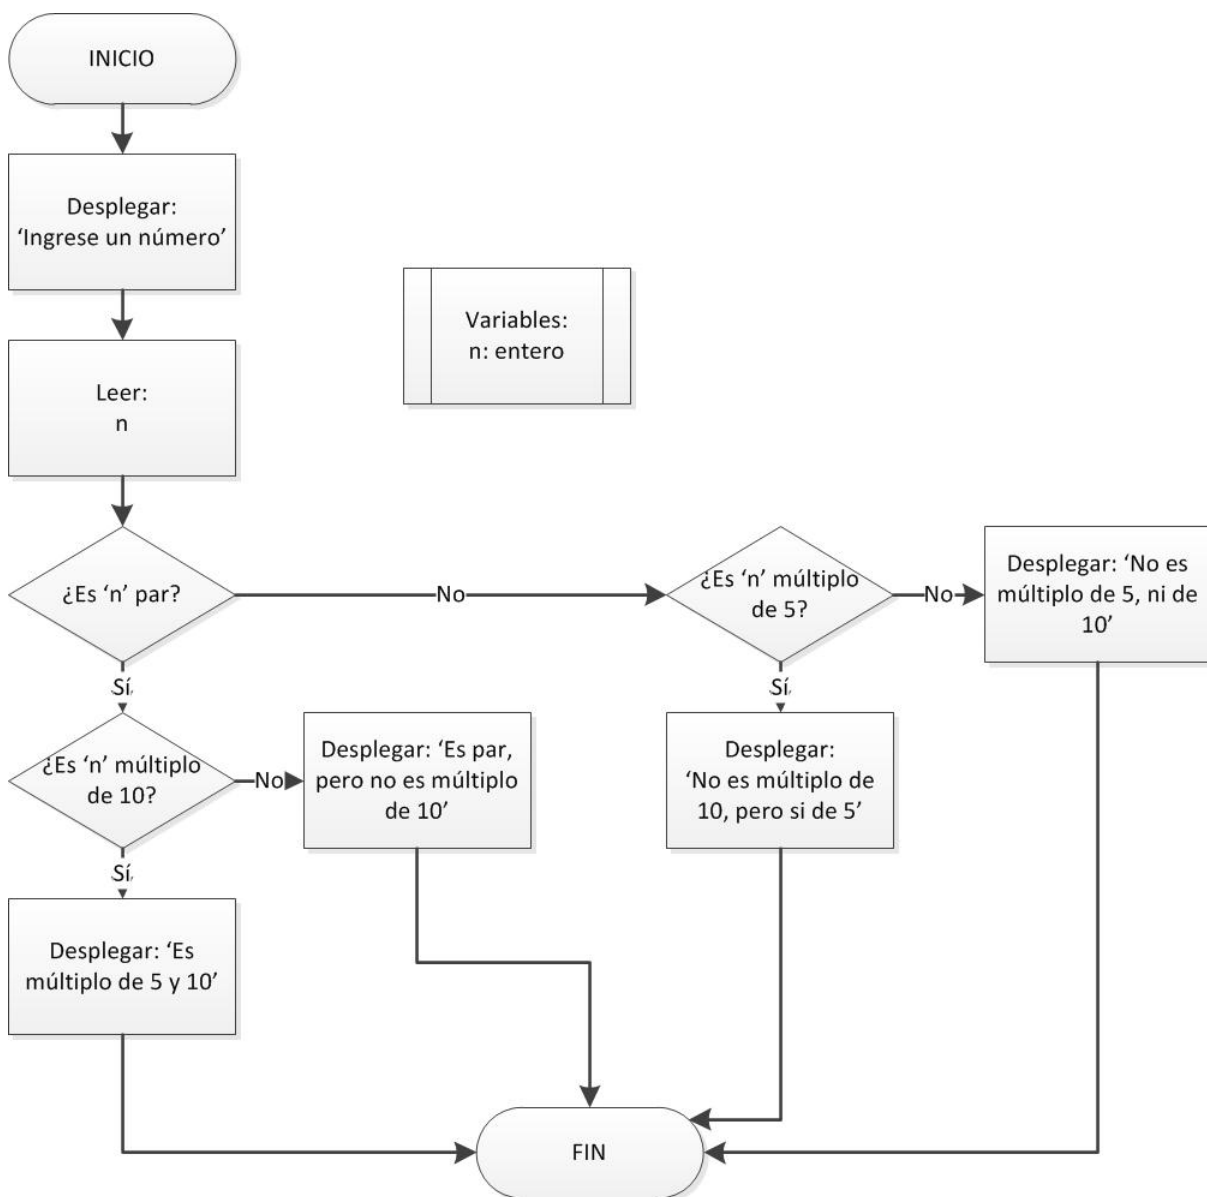 INICIO
Desplegar:
‘Ingrese un número’
Variables:
n: entero
Leer:
n
¿Es ‘n’ par?
No
¿Es ‘n’ múltiplo
de 5?
No
Desplegar: ‘No es
múltiplo de 5, ni de
10’
Sí
Sí
¿Es ‘n’ múltiplo
de 10?
No
Desplegar: ‘Es par,
pero no es múltiplo
de 10’
Desplegar:
‘No es múltiplo de
10, pero si de 5’
Sí
Desplegar: ‘Es
múltiplo de 5 y 10’
FIN